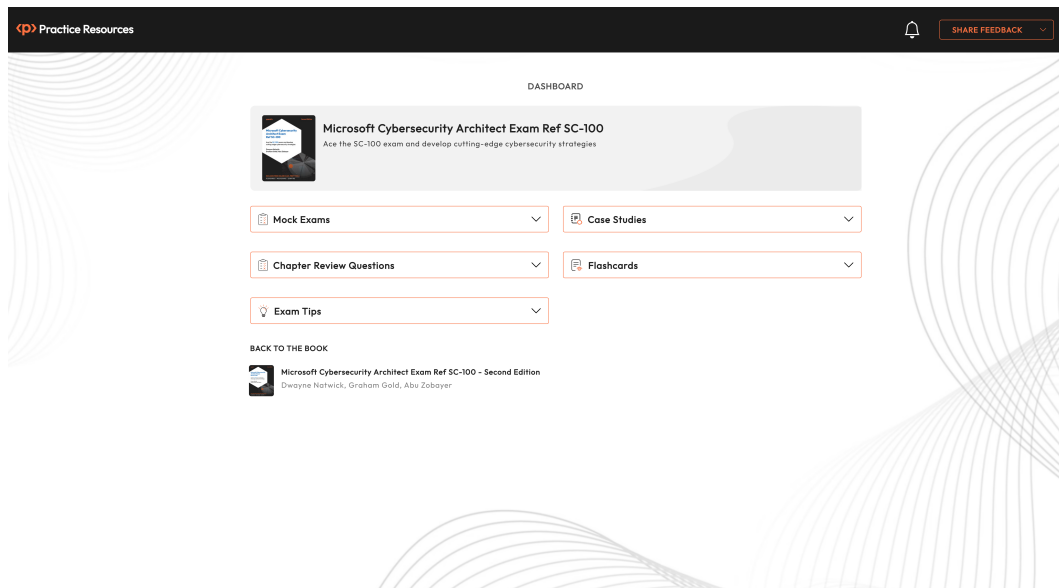 <p> Practice Resources
SHARE FEEDBACK
DASHBOARD
Microsoft Cybersecurity Architect Exam Ref SC-100
Ace the SC-100 exam and develop cutting-edge cybersecurity strategies
Mock Exams
Case Studies
Chapter Review Questions
Flashcards
Exam Tips
BACK TO THE BOOK
Microsoft Cybersecurity Architect Exam Ref SC-100 - Second Edition
Dwayne Natwick, Graham Gold, Abu Zobayer